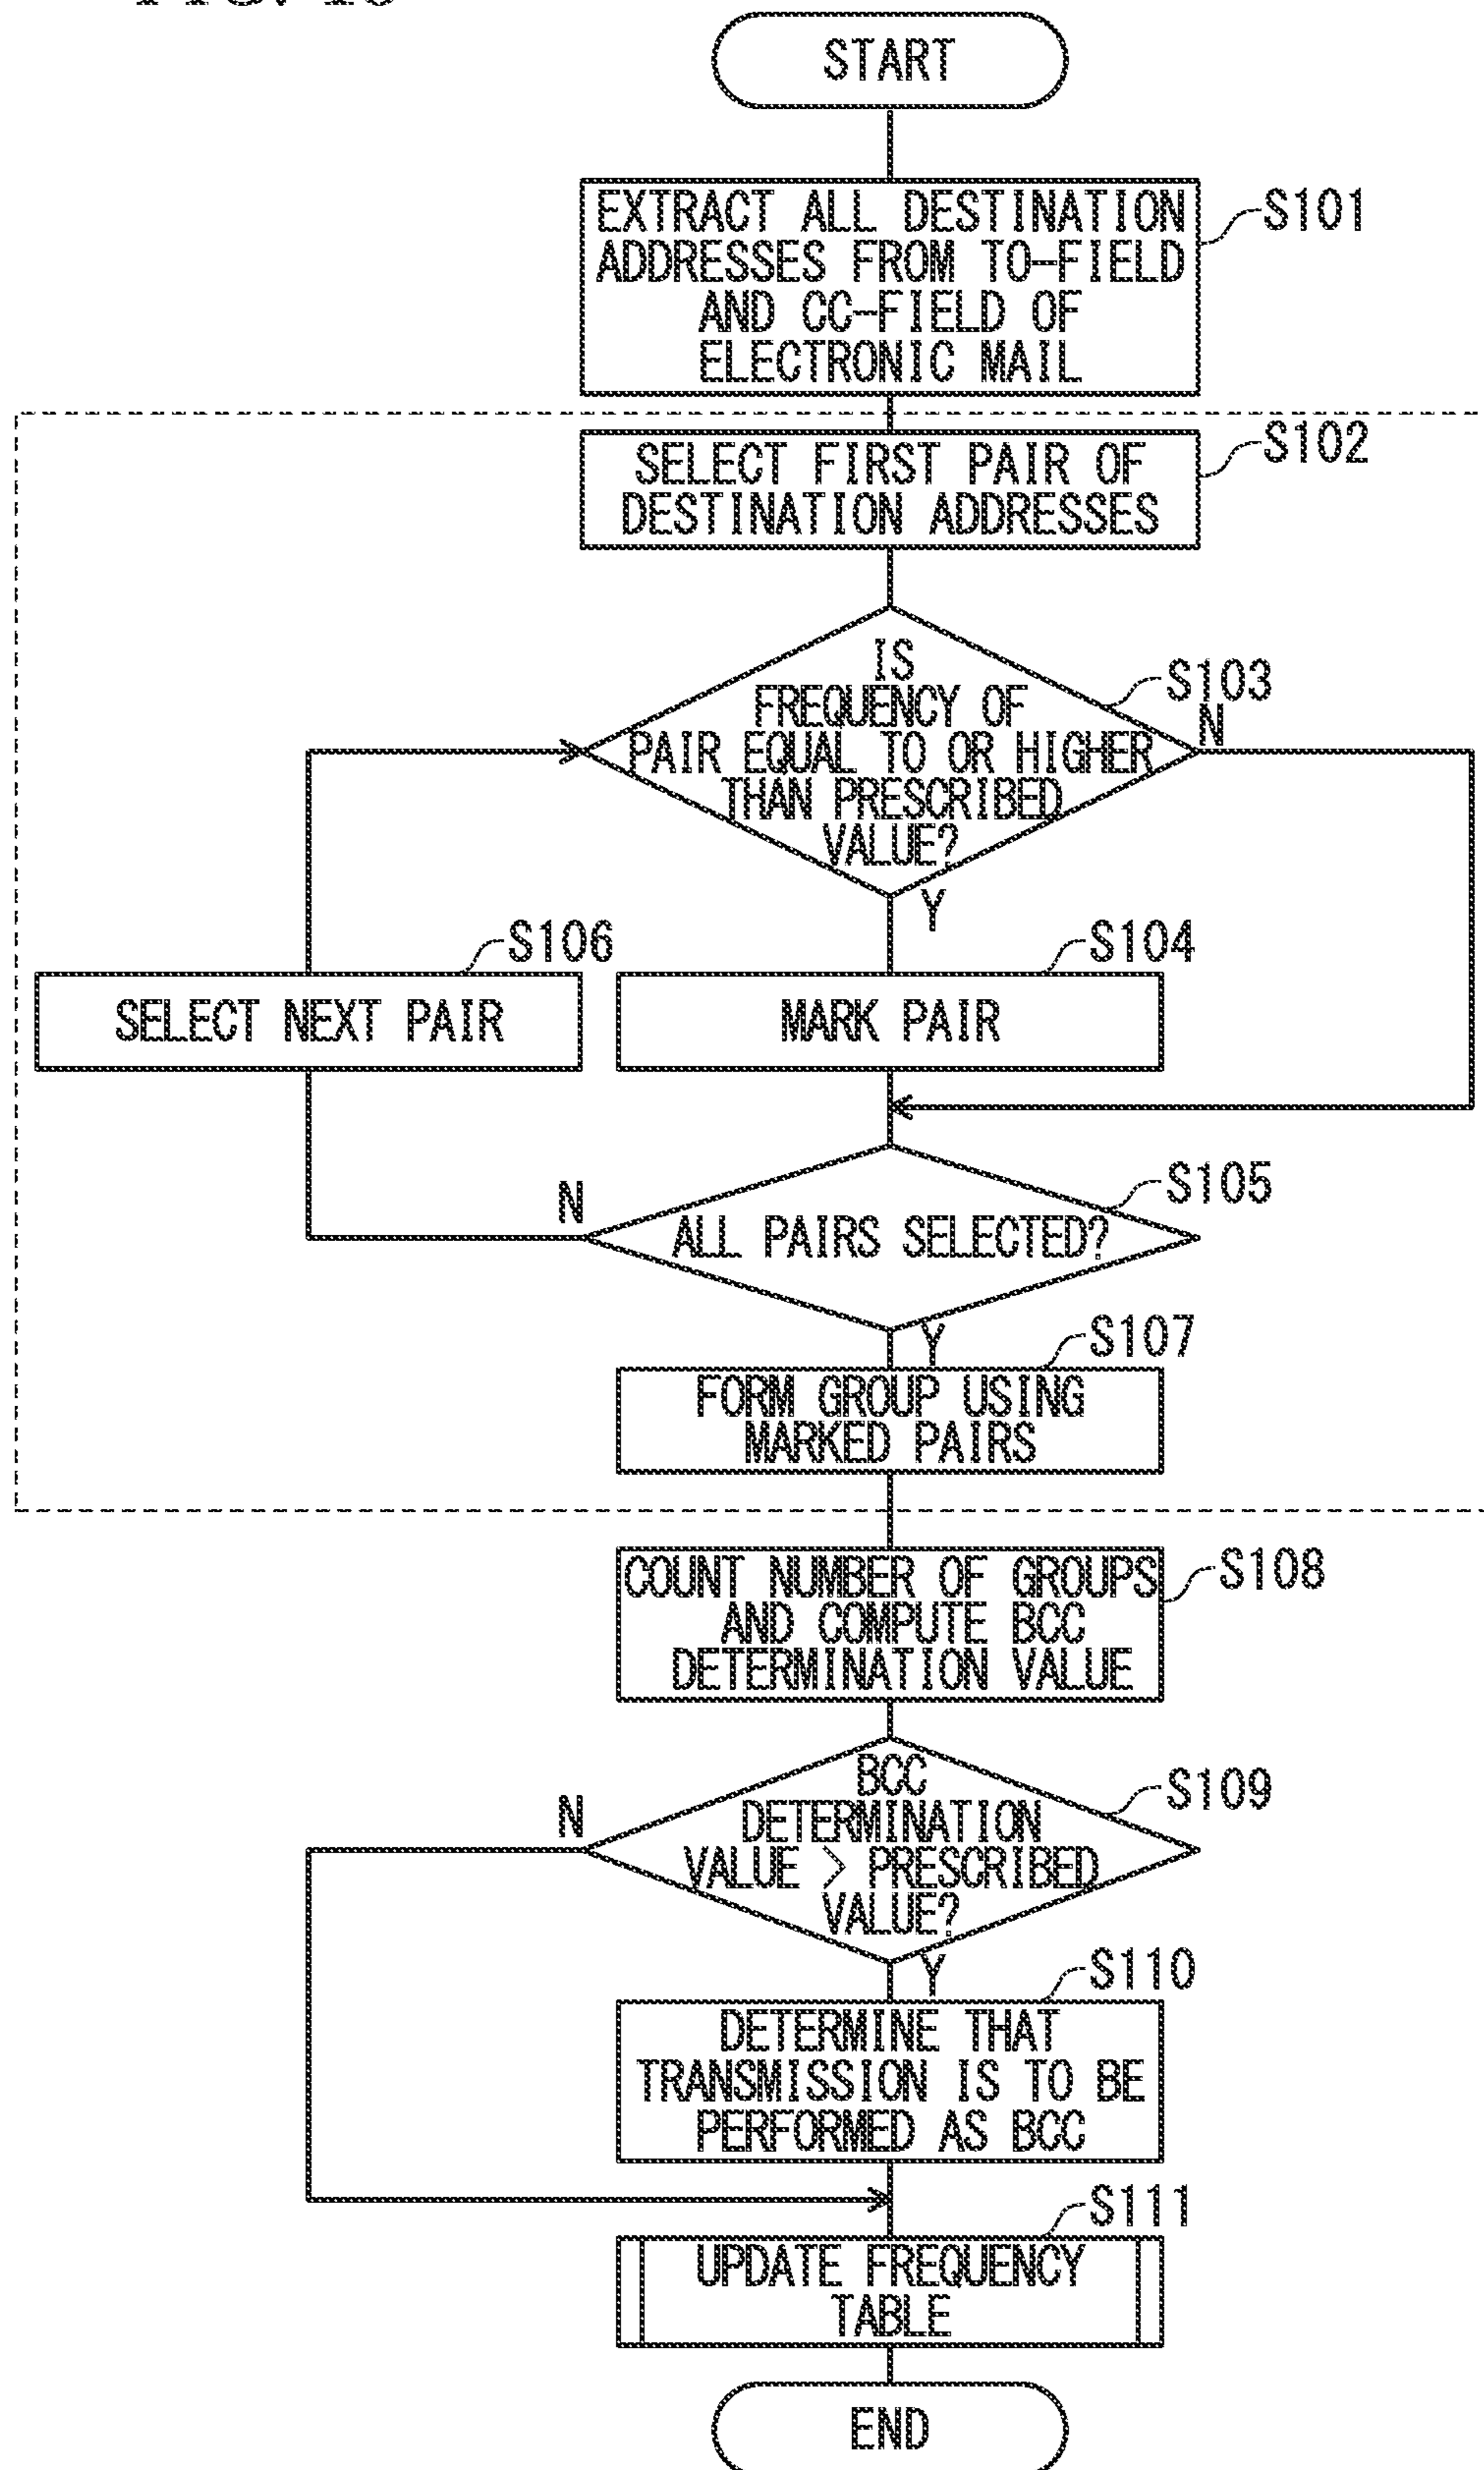 START
EXTRACT ALL DESTINATION
ADDRESSES FROM TO-FIELD
AND CC-FIELD OF
ELECTRONIC MAIL
S101
SELECT FIRST PAIR OF
DESTINATION ADDRESSES
S102
IS
FREQUENCY OF
PAIR EQUAL TO OR HIGHER
THAN PRESCRIBED
VALUE?
S103
N
Y
S106
SELECT NEXT PAIR
S104
MARK PAIR
S105
N
ALL PAIRS SELECTED?
Y
S107
FORM GROUP USING
MARKED PAIRS
COUNT NUMBER OF GROUPS
AND COMPUTE BCC
DETERMINATION VALUE
S108
BCC
DETERMINATION
VALUE > PRESCRIBED
VALUE?
S109
N
Y
S110
DETERMINE THAT
TRANSMISSION IS TO BE
PERFORMED AS BCC
S111
UPDATE FREQUENCY
TABLE
END